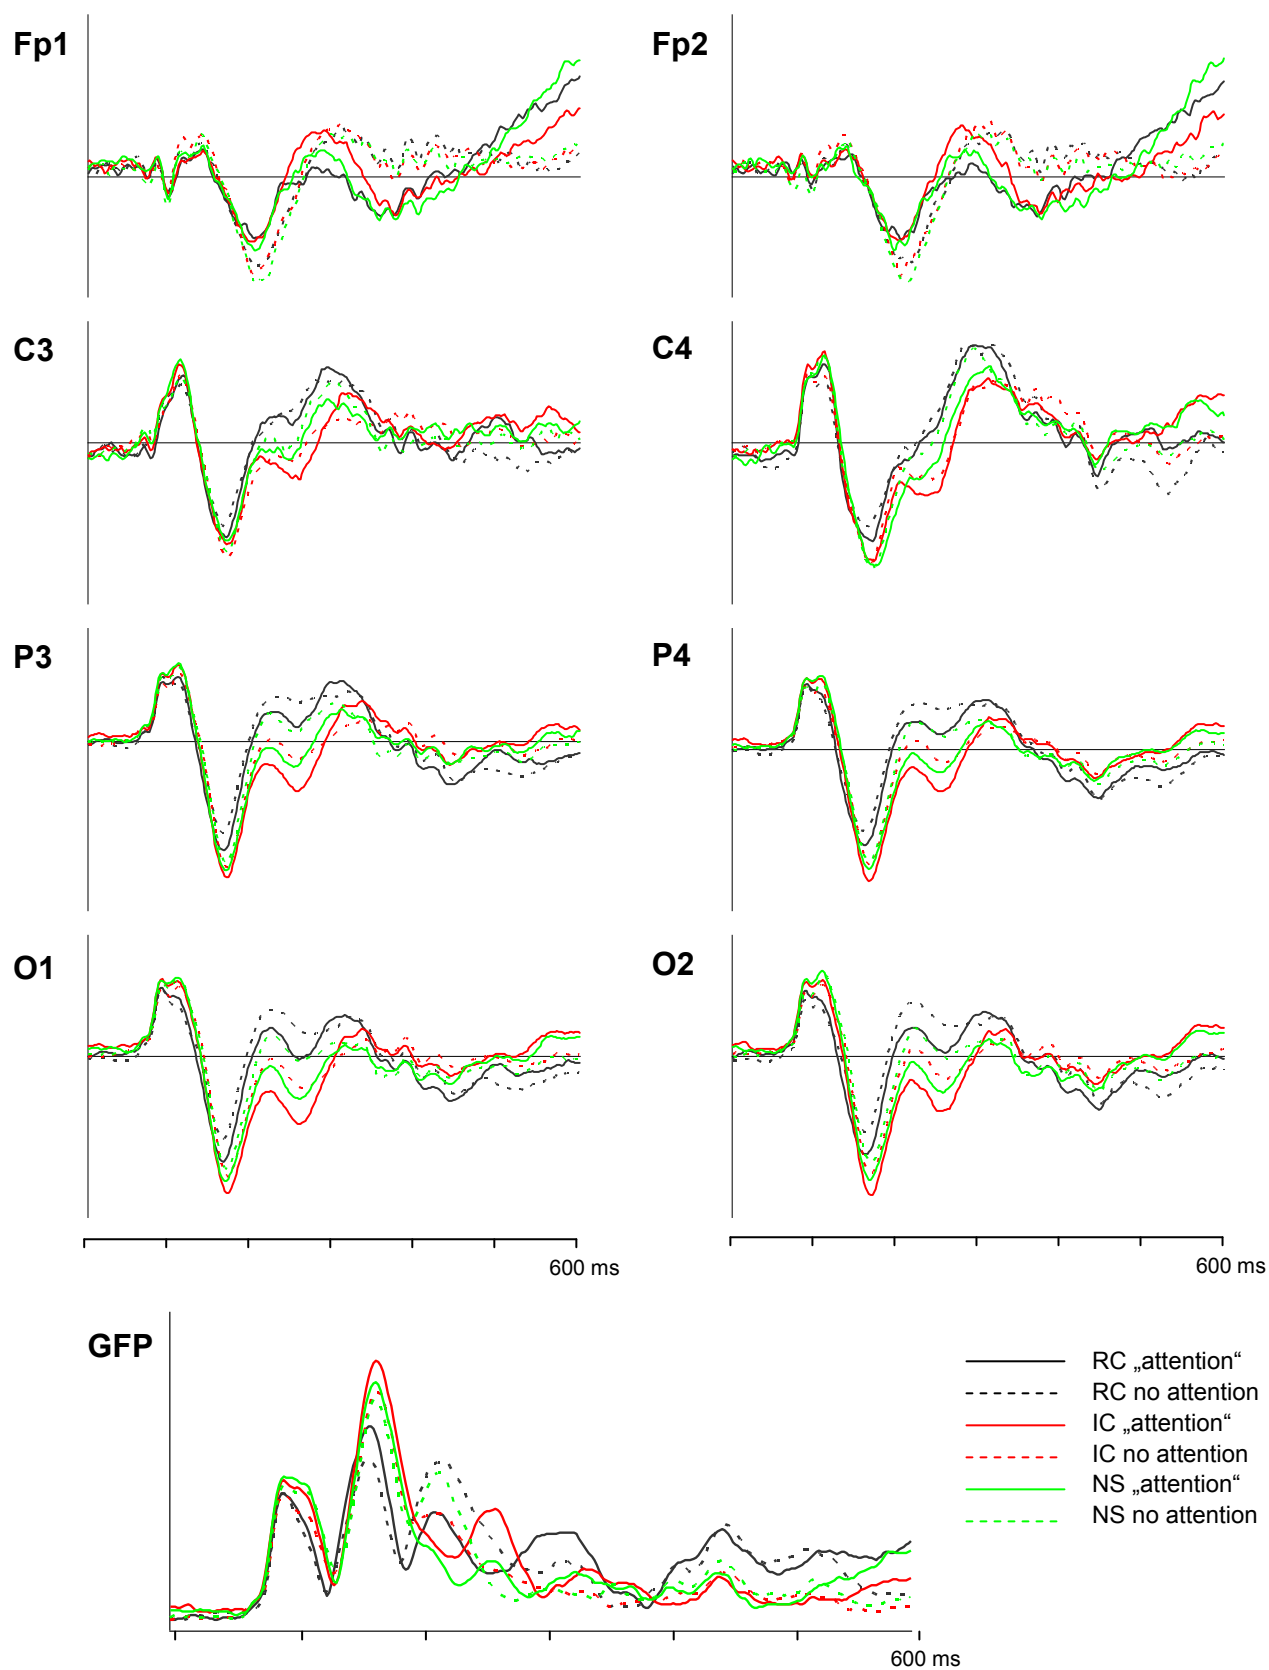 Fp1
Fp2
C3
C4
P3
P4
O1
O2
600 ms
600 ms
GFP
RC „attention“
RC no attention
IC „attention“
IC no attention
NS „attention“
NS no attention
600 ms